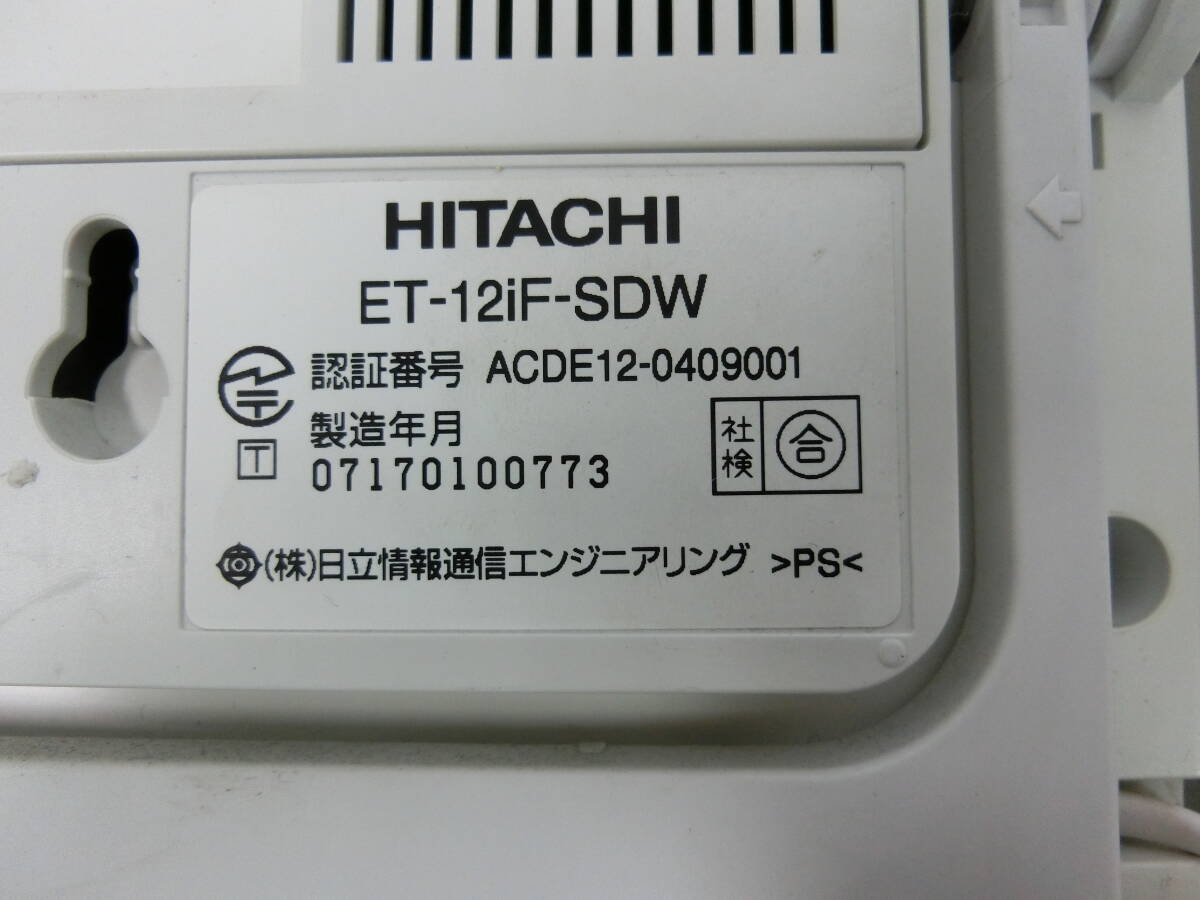 HITACHI
ET-12iF-SDW
認証番号 ACDE12-0409001
T
製造年月
07170100773
社検 合
(株)日立情報通信エンジニアリング >PS<